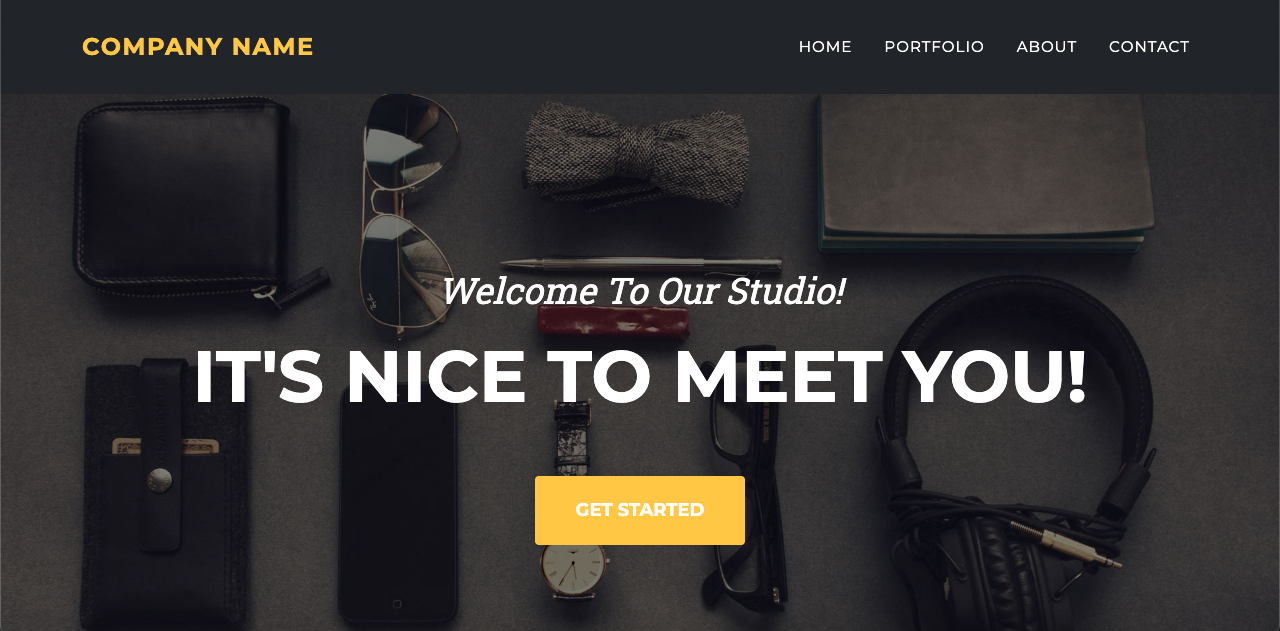 COMPANY NAME
HOME PORTFOLIO ABOUT CONTACT
Welcome To Our Studio!
IT'S NICE TO MEET YOU!
GET STARTED